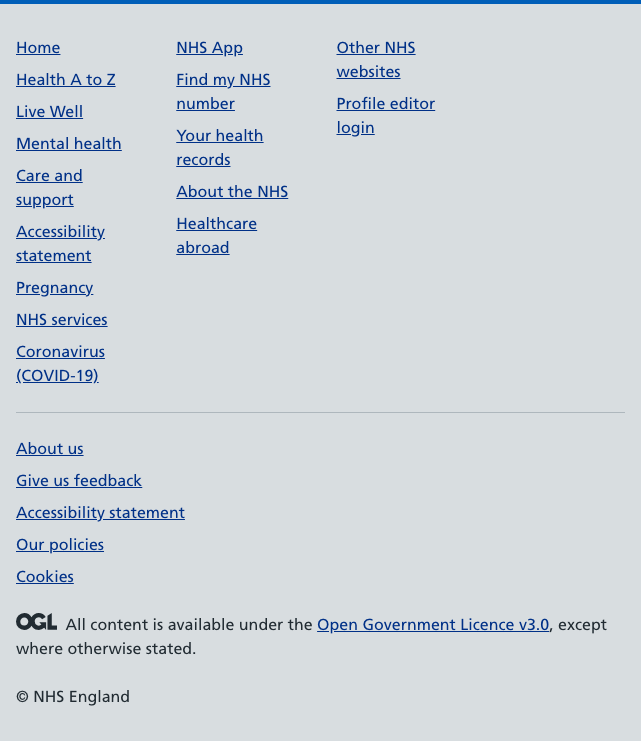 Home
Health A to Z
Live Well
Mental health
Care and
support
Accessibility
statement
Pregnancy
NHS services
Coronavirus
(COVID-19)
NHS App
Find my NHS
number
Your health
records
About the NHS
Healthcare
abroad
Other NHS
websites
Profile editor
login
About us
Give us feedback
Accessibility statement
Our policies
Cookies
OGL All content is available under the Open Government Licence v3.0, except
where otherwise stated.
© NHS England